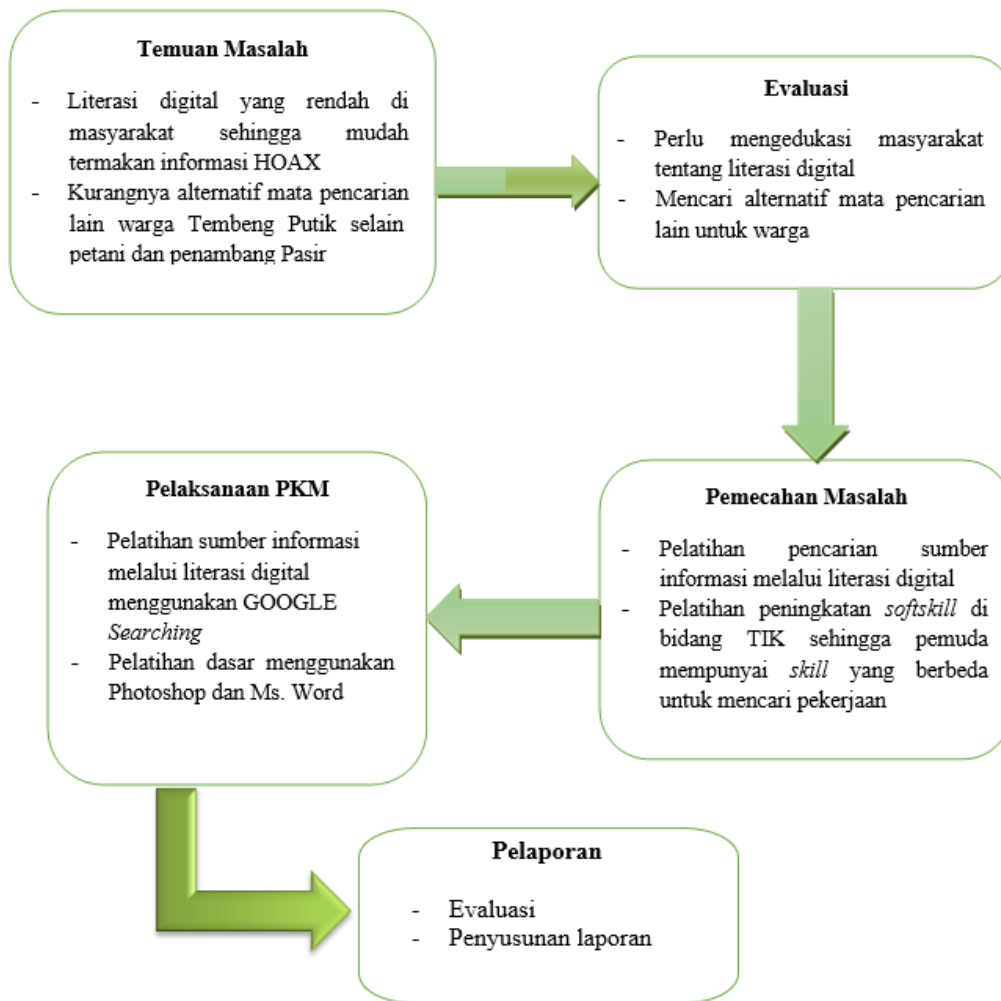 Temuan Masalah
- Literasi digital yang rendah di
masyarakat sehingga mudah
termakan informasi HOAX
- Kurangnya alternatif mata pencarian
lain warga Tembeng Putik selain
petani dan penambang Pasir
Evaluasi
- Perlu mengedukasi masyarakat
tentang literasi digital
- Mencari alternatif mata pencarian
lain untuk warga
Pemecahan Masalah
- Pelatihan pencarian sumber
informasi melalui literasi digital
- Pelatihan peningkatan softskill di
bidang TIK sehingga pemuda
mempunyai skill yang berbeda
untuk mencari pekerjaan
Pelaksanaan PKM
- Pelatihan sumber informasi
melalui literasi digital
menggunakan GOOGLE
Searching
- Pelatihan dasar menggunakan
Photoshop dan Ms. Word
Pelaporan
- Evaluasi
- Penyusunan laporan